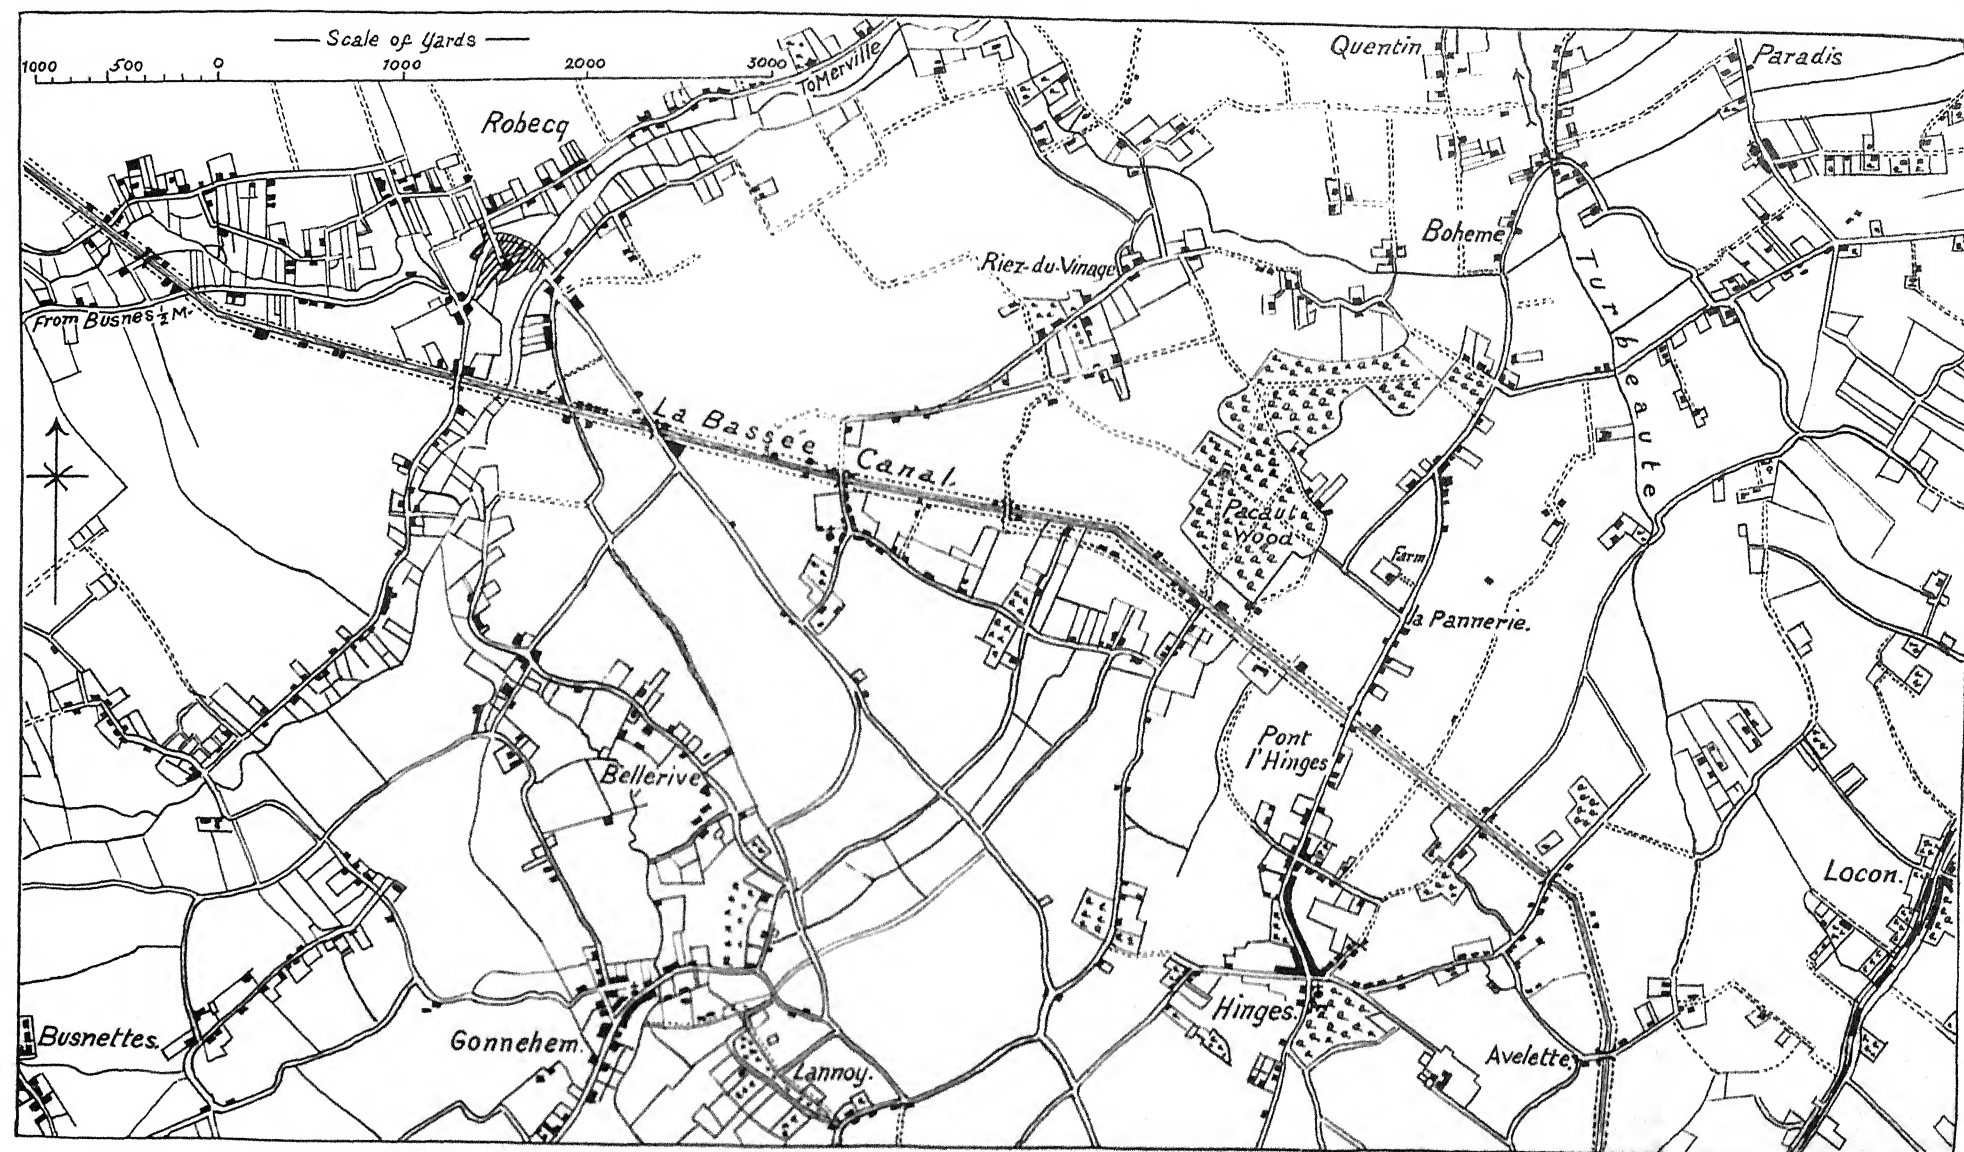 Scale of Yards
1000 500 0 1000 2000 3000
To Merville
Quentin
Paradis
Robecq
Boheme
Riez-du-Vinage
Turbeaute
From Busnes ½ M.
La Bassee Canal.
Pacaut
Wood
Farm
la Pannerie.
Pont
l'Hinges
Bellerive
Locon.
Hinges.
Busnettes.
Gonnehem.
Lannoy.
Avelette